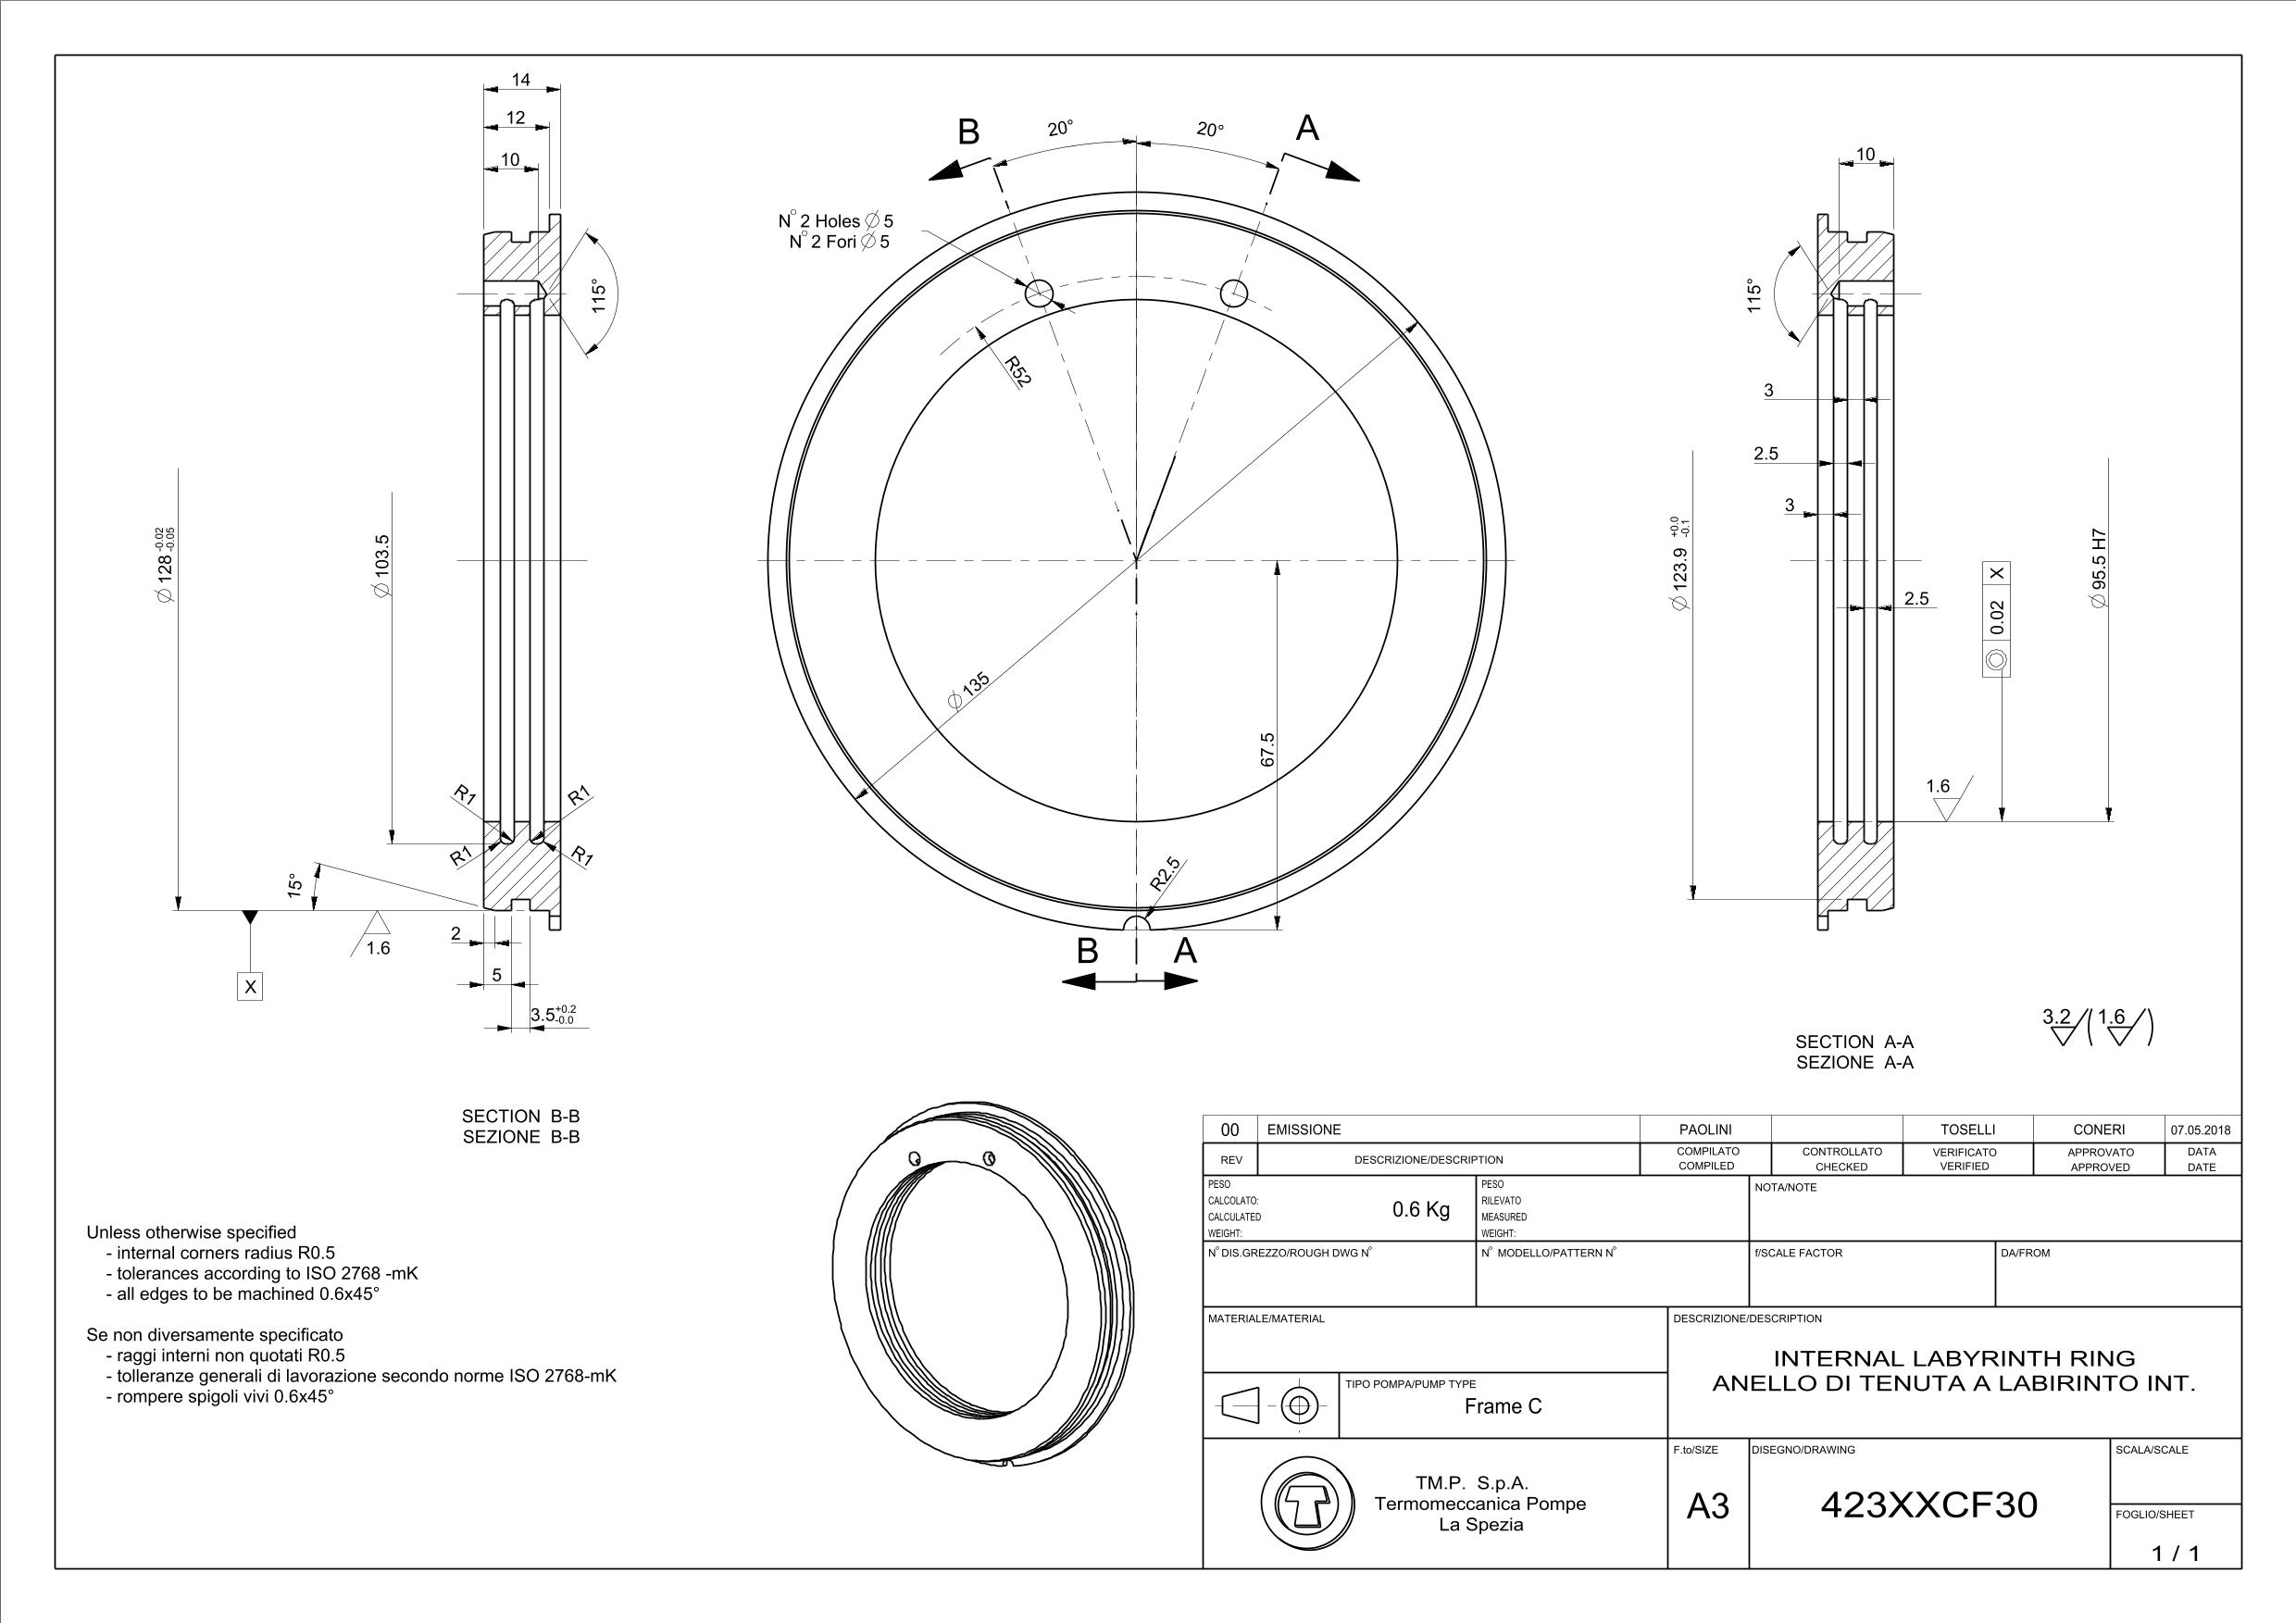 14
12
10
115°
Ø 128 -0.02 -0.05
Ø 103.5
R1
R1
R1
R1
15°
2
1.6
5
X
3.5 +0.2 -0.0
SECTION B-B
SEZIONE B-B
B
20°
20°
A
N° 2 Holes Ø 5
N° 2 Fori Ø 5
R52
Ø 135
67.5
R2.5
B
A
10
115°
3
2.5
3
Ø 123.9 +0.0 -0.1
2.5
0.02 X
Ø 95.5 H7
1.6
SECTION A-A
SEZIONE A-A
3.2 ( 1.6 )
Unless otherwise specified
- internal corners radius R0.5
- tolerances according to ISO 2768 -mK
- all edges to be machined 0.6x45°
Se non diversamente specificato
- raggi interni non quotati R0.5
- tolleranze generali di lavorazione secondo norme ISO 2768-mK
- rompere spigoli vivi 0.6x45°
00 EMISSIONE PAOLINI TOSELLI CONERI 07.05.2018
REV DESCRIZIONE/DESCRIPTION
COMPILATO
COMPILED
CONTROLLATO
CHECKED
VERIFICATO
VERIFIED
APPROVATO
APPROVED
DATA
DATE
PESO
CALCOLATO:
CALCULATED
WEIGHT:
0.6 Kg
PESO
RILEVATO
MEASURED
WEIGHT:
NOTA/NOTE
N° DIS.GREZZO/ROUGH DWG N°
N° MODELLO/PATTERN N°
f/SCALE FACTOR
DA/FROM
MATERIALE/MATERIAL
DESCRIZIONE/DESCRIPTION
INTERNAL LABYRINTH RING
ANELLO DI TENUTA A LABIRINTO INT.
TIPO POMPA/PUMP TYPE
Frame C
TM.P. S.p.A.
Termomeccanica Pompe
La Spezia
F.to/SIZE
A3
DISEGNO/DRAWING
423XXCF30
SCALA/SCALE
FOGLIO/SHEET
1 / 1